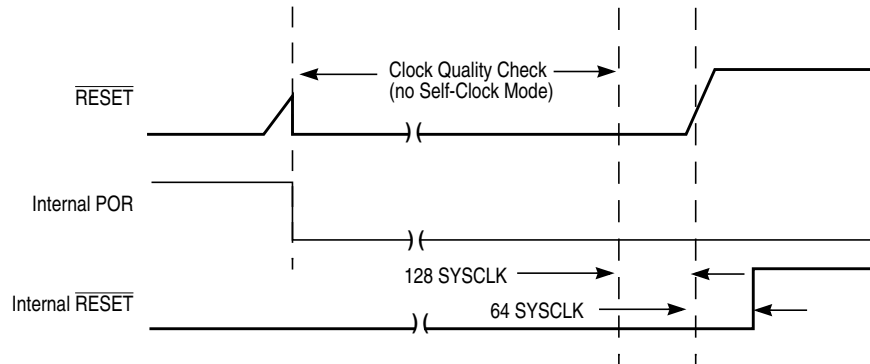 Clock Quality Check
(no Self-Clock Mode)
RESET
Internal POR
128 SYSCLK
Internal RESET
64 SYSCLK